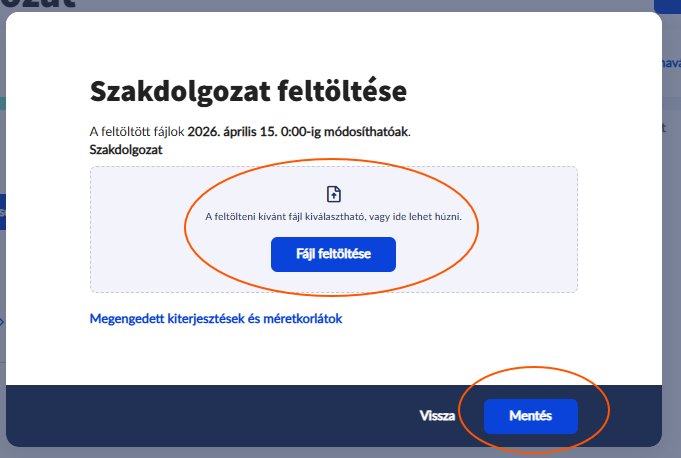 Szakdolgozat feltöltése
A feltöltött fájlok 2026. április 15. 0:00-ig módosíthatóak.
Szakdolgozat
A feltölteni kívánt fájl kiválasztható, vagy ide lehet húzni.
Fájl feltöltése
Megengedett kiterjesztések és méretkorlátok
Vissza
Mentés